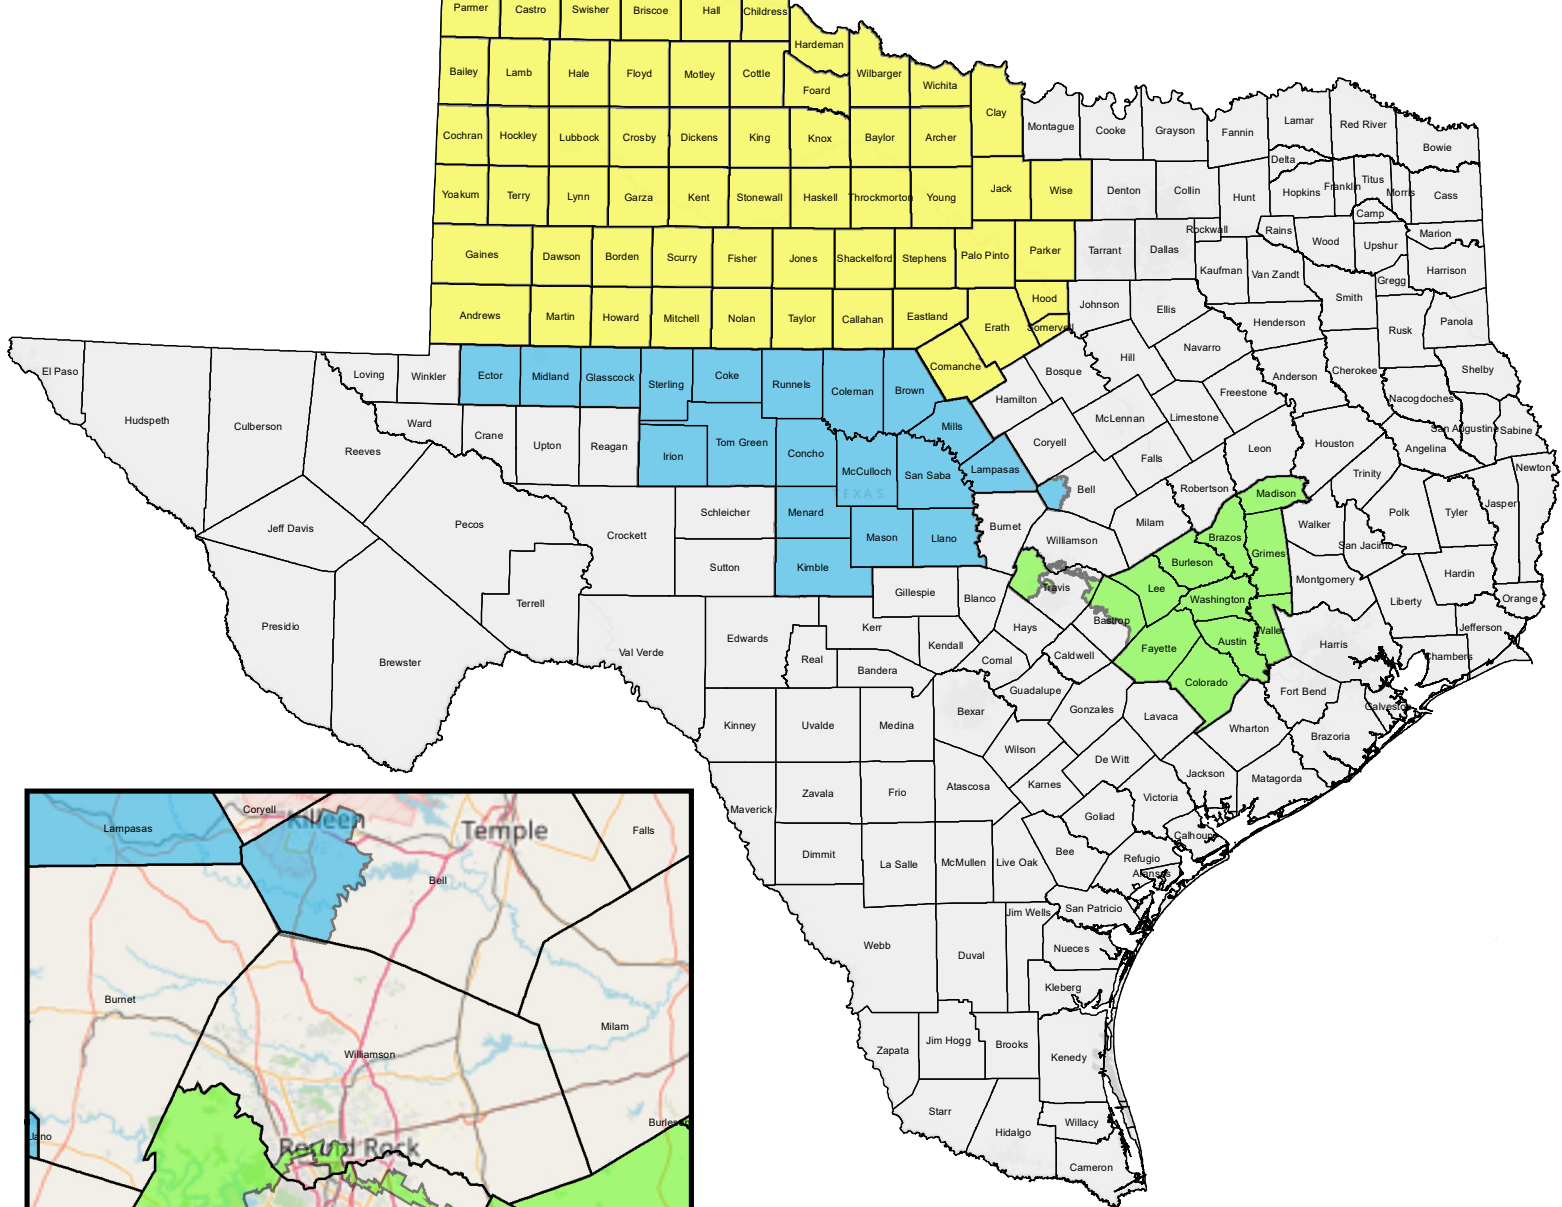 Parmer Castro Swisher Briscoe Hall Childress
Hardeman
Bailey Lamb Hale Floyd Motley Cottle Foard Wilbarger Wichita Clay
Cochran Hockley Lubbock Crosby Dickens King Knox Baylor Archer Montague Cooke Grayson Fannin Lamar Red River Bowie
Delta
Yoakum Terry Lynn Garza Kent Stonewall Haskell Throckmorton Young Jack Wise Denton Collin Hunt Hopkins Franklin Titus Morris Cass
Camp
Gaines Dawson Borden Scurry Fisher Jones Shackelford Stephens Palo Pinto Parker Tarrant Dallas Rockwall Rains Wood Upshur Marion
Kaufman Van Zandt Gregg Harrison
Andrews Martin Howard Mitchell Nolan Taylor Callahan Eastland Erath Hood Somervell Johnson Ellis Henderson Smith Rusk Panola
El Paso Loving Winkler Ector Midland Glasscock Sterling Coke Runnels Coleman Brown Comanche Bosque Hill Navarro Anderson Cherokee Shelby
Hudspeth Culberson Reeves Ward Crane Upton Reagan Irion Tom Green Concho McCulloch San Saba Mills Hamilton McLennan Limestone Freestone Nacogdoches San Augustine Sabine
TEXAS
Lampasas Coryell Falls Leon Houston Angelina Trinity Newton
Jeff Davis Pecos Crockett Schleicher Menard Mason Llano Burnet Bell Milam Robertson Madison Walker Polk Tyler Jasper
Sutton Kimble Williamson Brazos Grimes San Jacinto
Terrell Gillespie Blanco Travis Lee Burleson Washington Montgomery Liberty Hardin Orange
Presidio Brewster Val Verde Edwards Real Kerr Kendall Hays Bastrop Fayette Austin Waller Harris Jefferson
Bandera Comal Caldwell Colorado Chambers
Kinney Uvalde Medina Bexar Guadalupe Gonzales Lavaca Wharton Fort Bend Galveston
Wilson De Witt Brazoria
Maverick Zavala Frio Atascosa Karnes Victoria Jackson Matagorda
Goliad Calhoun
Dimmit La Salle McMullen Live Oak Bee Refugio
Aransas
San Patricio
Webb Duval Jim Wells Nueces
Kleberg
Zapata Jim Hogg Brooks Kenedy
Starr Hidalgo Willacy
Cameron
Coryell Killeen
Lampasas Temple Falls
Bell
Burnet
Milam
Williamson
Llano Burleson
Round Rock